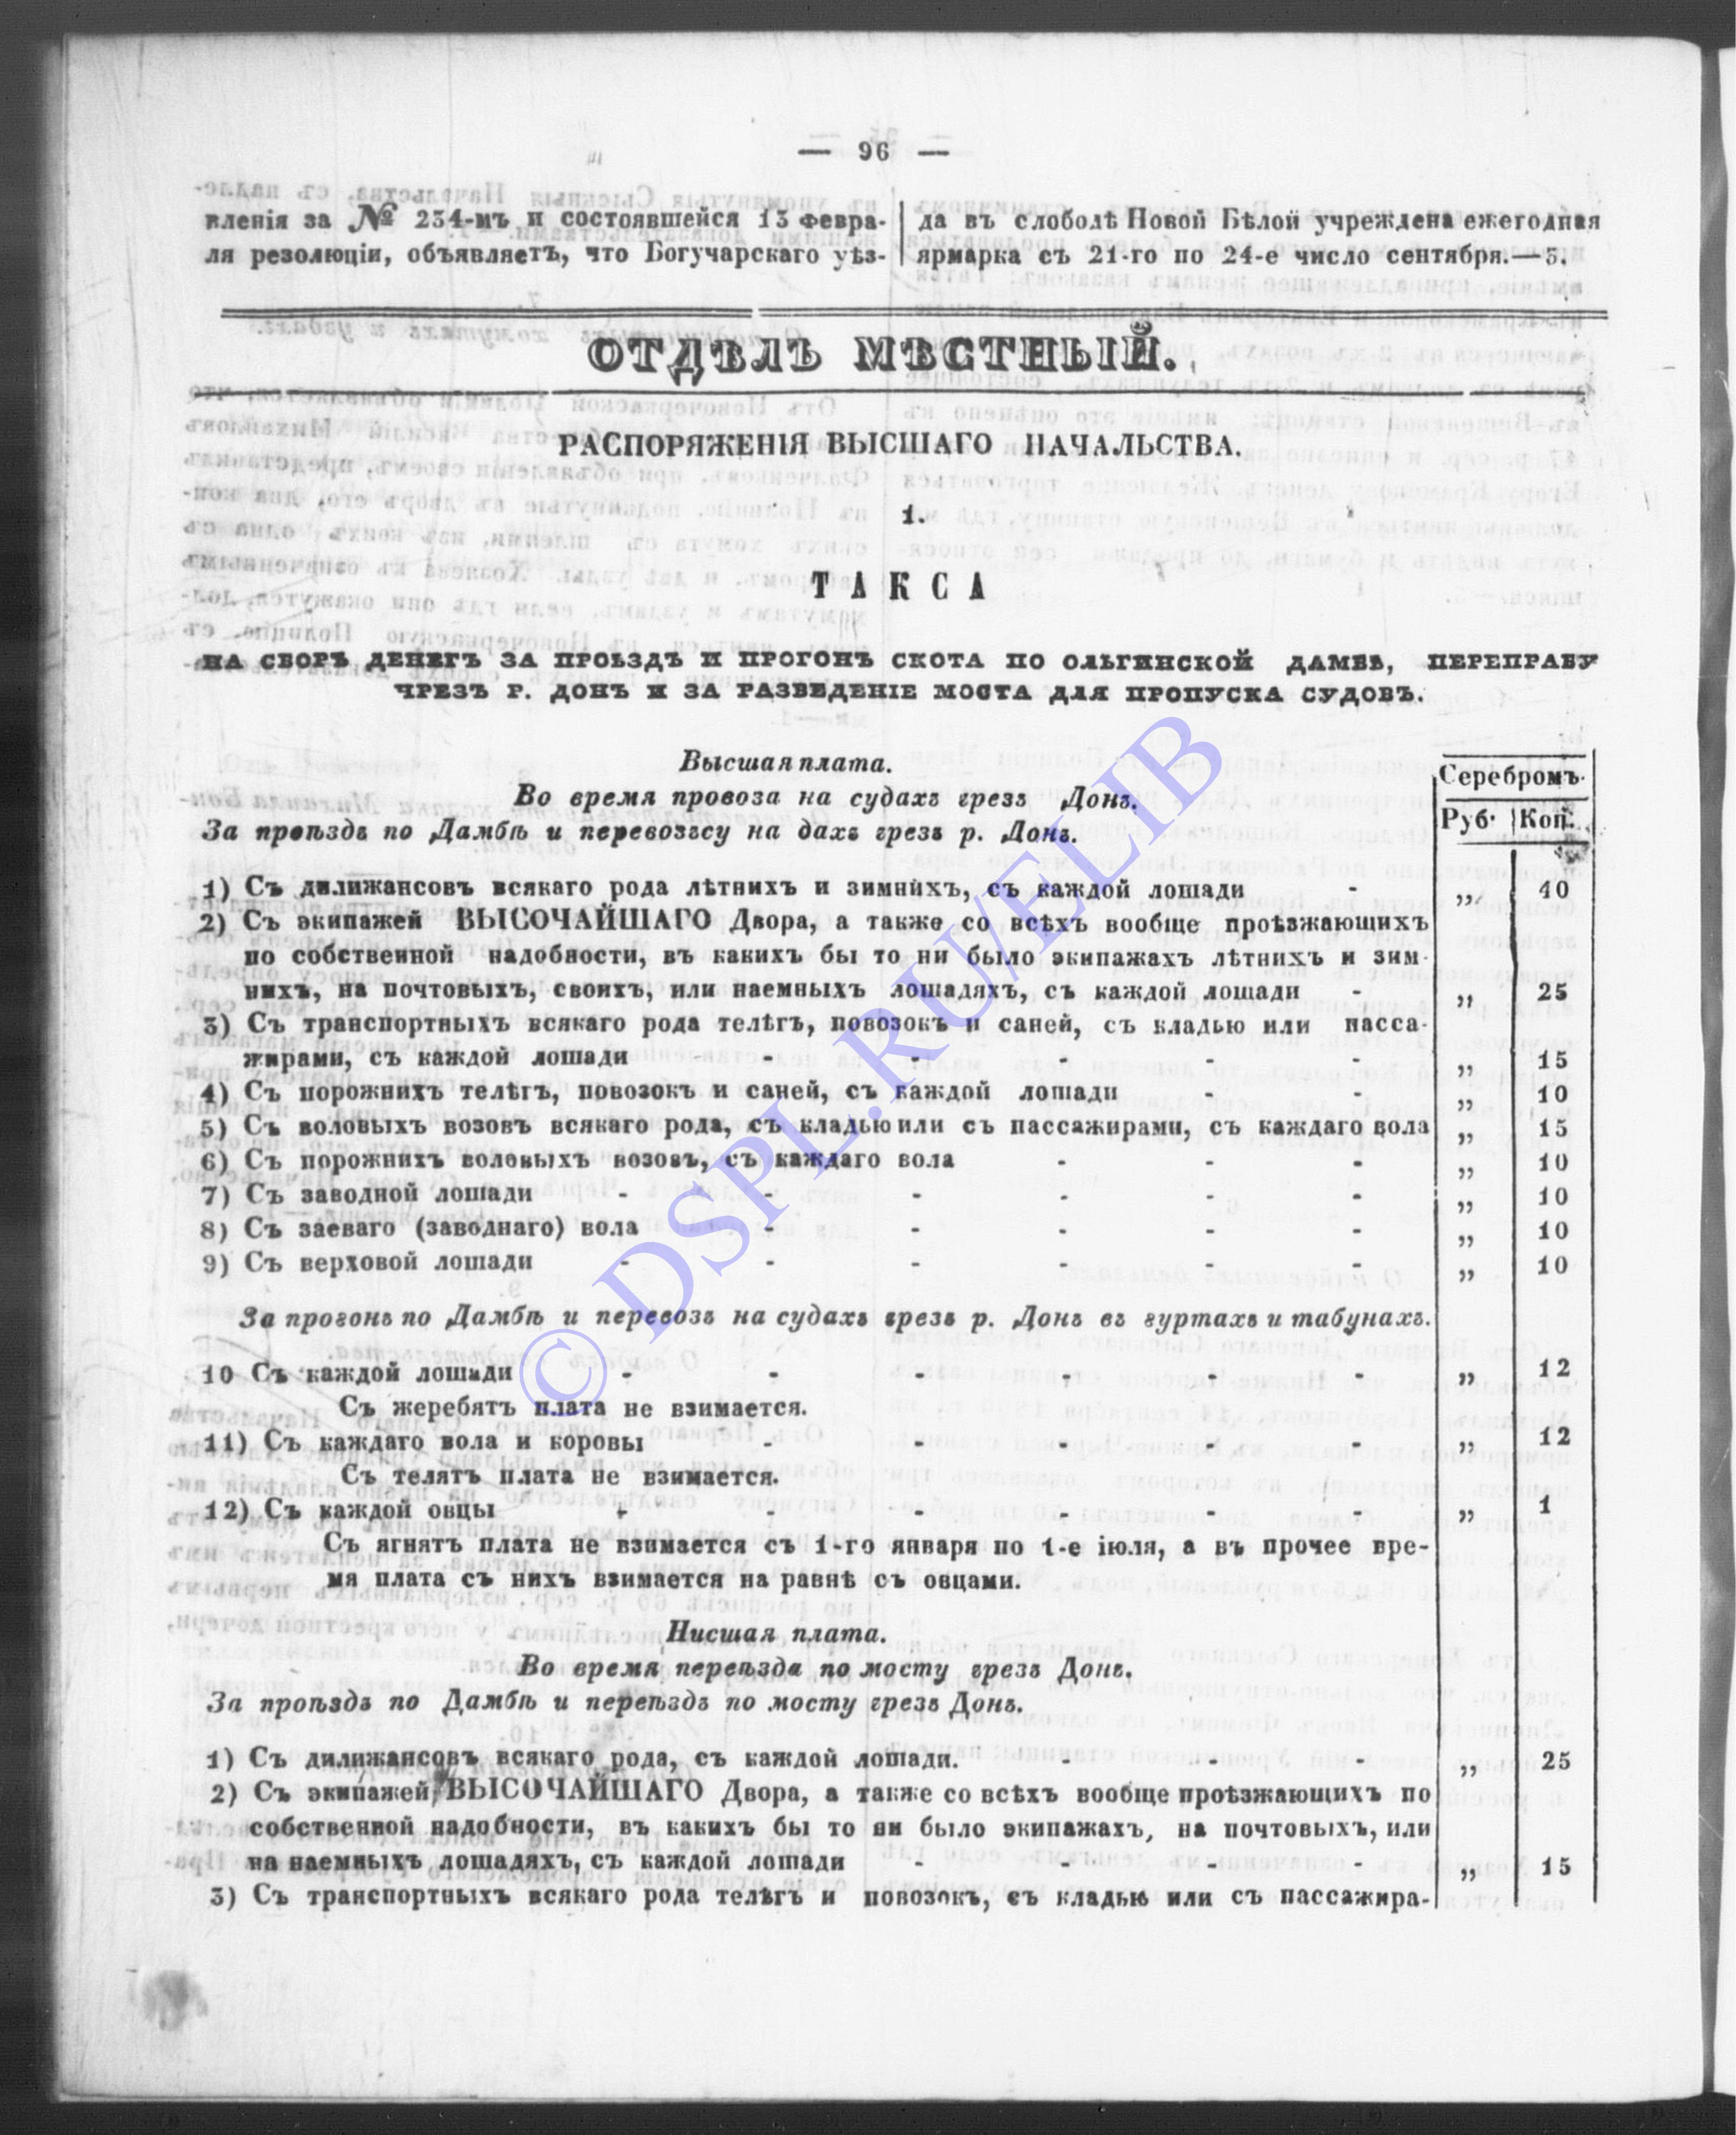 — 96 —
вленія за № 234-мъ и состоявшейся 13 Февра-
ля резолюціи, объявляетъ, что Богучарскаго уѣз-
да въ слободѣ Новой Бѣлой учреждена ежегодная
ярмарка съ 21-го по 24-е число сентября.—3.
ОТДѢЛЪ МѢСТНЫЙ.
РАСПОРЯЖЕНІЯ ВЫСШАГО НАЧАЛЬСТВА.
1.
ТАКСА
НА СБОРЪ ДЕНЕГЪ ЗА ПРОѢЗДЪ И ПРОГОНЪ СКОТА ПО ОЛЬГИНСКОЙ ДАМБѢ, ПЕРЕПРАВУ
ЧРЕЗЪ Р. ДОНЪ И ЗА РАЗВЕДЕНІЕ МОСТА ДЛЯ ПРОПУСКА СУДОВЪ.
Высшая плата.
Серебромъ.
Во время провоза на судахъ чрезъ Донъ.
Руб. Коп.
За проѣздъ по Дамбѣ и перевозъсу на дахъ чрезъ р. Донъ.
1) Съ дилижансовъ всякаго рода лѣтнихъ и зимнихъ, съ каждой лошади - „ 40
2) Съ экипажей ВЫСОЧАЙШАГО Двора, а также со всѣхъ вообще проѣзжающихъ
по собственной надобности, въ какихъ бы то ни было экипажахъ лѣтнихъ и зим-
нихъ, на почтовыхъ, своихъ, или наемныхъ лошадяхъ, съ каждой лошади - „ 25
3) Съ транспортныхъ всякаго рода телѣгъ, повозокъ и саней, съ кладью или пасса-
жирами, съ каждой лошади - - - - - „ 15
4) Съ порожнихъ телѣгъ, повозокъ и саней, съ каждой лошади - - „ 10
5) Съ воловыхъ возовъ всякаго рода, съ кладью или съ пассажирами, съ каждаго вола „ 15
6) Съ порожнихъ воловыхъ возовъ, съ каждаго вола - - - „ 10
7) Съ заводной лошади - - - - - - „ 10
8) Съ заеваго (заводнаго) вола - - - - - „ 10
9) Съ верховой лошади - - - - - - „ 10
За прогонъ по Дамбѣ и перевозъ на судахъ чрезъ р. Донъ въ гуртахъ и табунахъ.
10 Съ каждой лошади - - - - - - „ 12
Съ жеребятъ плата не взимается.
11) Съ каждаго вола и коровы - - - - - „ 12
Съ телятъ плата не взимается.
12) Съ каждой овцы - - - - - - „ 1
Съ ягнятъ плата не взимается съ 1-го января по 1-е іюля, а въ прочее вре-
мя плата съ нихъ взимается на равнѣ съ овцами.
Нисшая плата.
Во время переѣзда по мосту чрезъ Донъ.
За проѣздъ по Дамбѣ и переѣздъ по мосту чрезъ Донъ.
1) Съ дилижансовъ всякаго рода, съ каждой лошади. - - - „ 25
2) Съ экипажей ВЫСОЧАЙШАГО Двора, а также со всѣхъ вообще проѣзжающихъ по
собственной надобности, въ какихъ бы то ни было экипажахъ, на почтовыхъ, или
на наемныхъ лошадяхъ, съ каждой лошади - - - - „ 15
3) Съ транспортныхъ всякаго рода телѣгъ и повозокъ, съ кладью или съ пассажира-
© DSPL.RU/ELIB